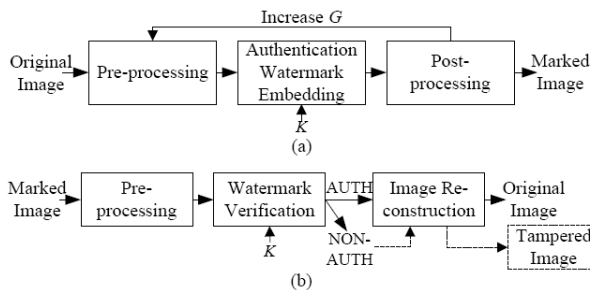 Increase G
Original
Image
Pre-processing
Authentication
Watermark
Embedding
Post-
processing
Marked
Image
K
(a)
Marked
Image
Pre-
processing
Watermark
Verification
AUTH
Image Re-
construction
Original
Image
K
NON-
AUTH
Tampered
Image
(b)